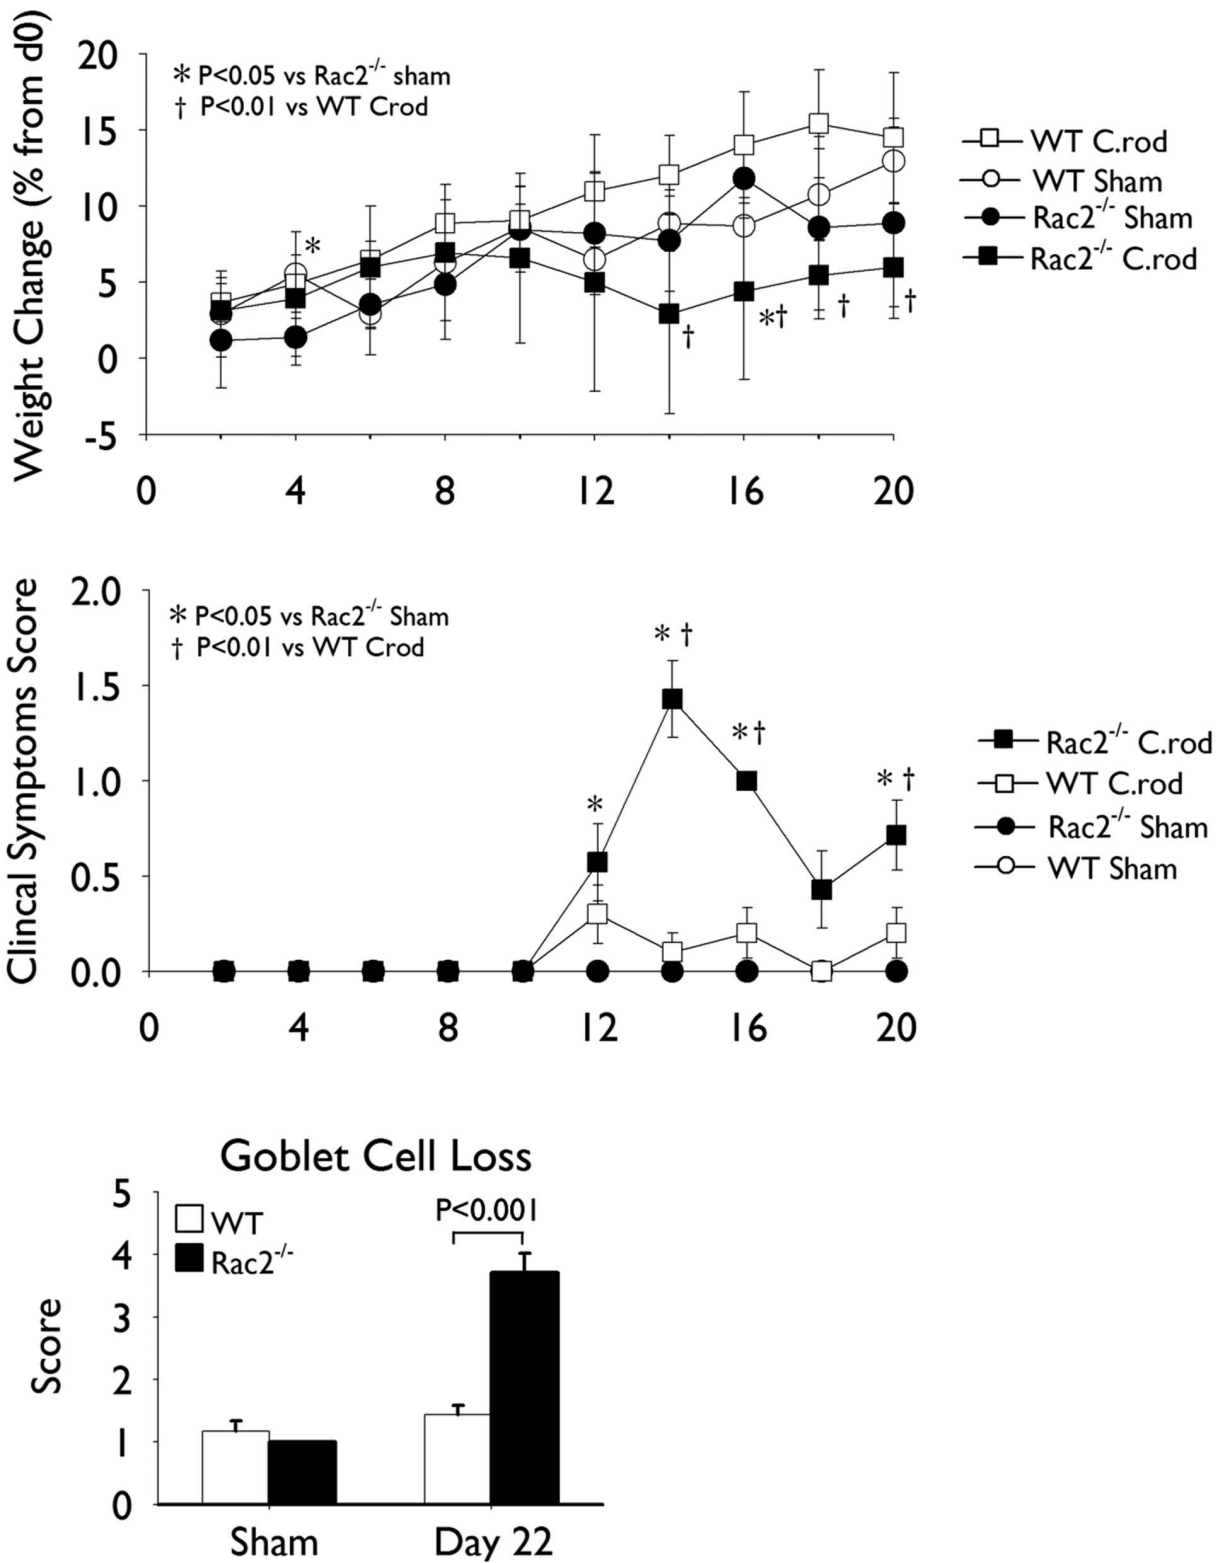 Weight Change (% from d0)
20
15
10
5
0
-5
* P<0.05 vs Rac2-/- sham
† P<0.01 vs WT Crod
*
†
*†
†
†
0 4 8 12 16 20
WT C.rod
WT Sham
Rac2-/- Sham
Rac2-/- C.rod
Clincal Symptoms Score
2.0
1.5
1.0
0.5
0.0
* P<0.05 vs Rac2-/- Sham
† P<0.01 vs WT Crod
*
* †
*†
* †
0 4 8 12 16 20
Rac2-/- C.rod
WT C.rod
Rac2-/- Sham
WT Sham
Goblet Cell Loss
Score
5
4
3
2
1
0
WT
Rac2-/-
P<0.001
Sham Day 22